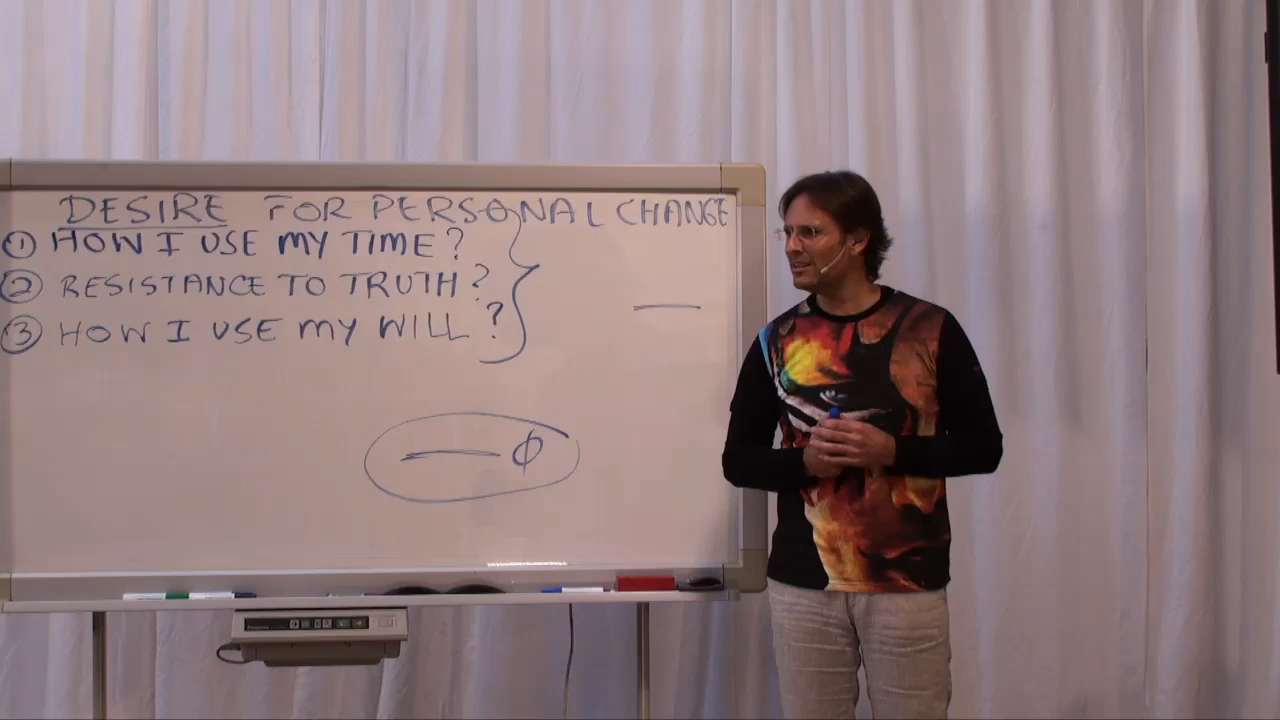 DESIRE FOR PERSONAL CHANGE
① HOW I USE MY TIME?
② RESISTANCE TO TRUTH?
③ HOW I USE MY WILL?
— φ